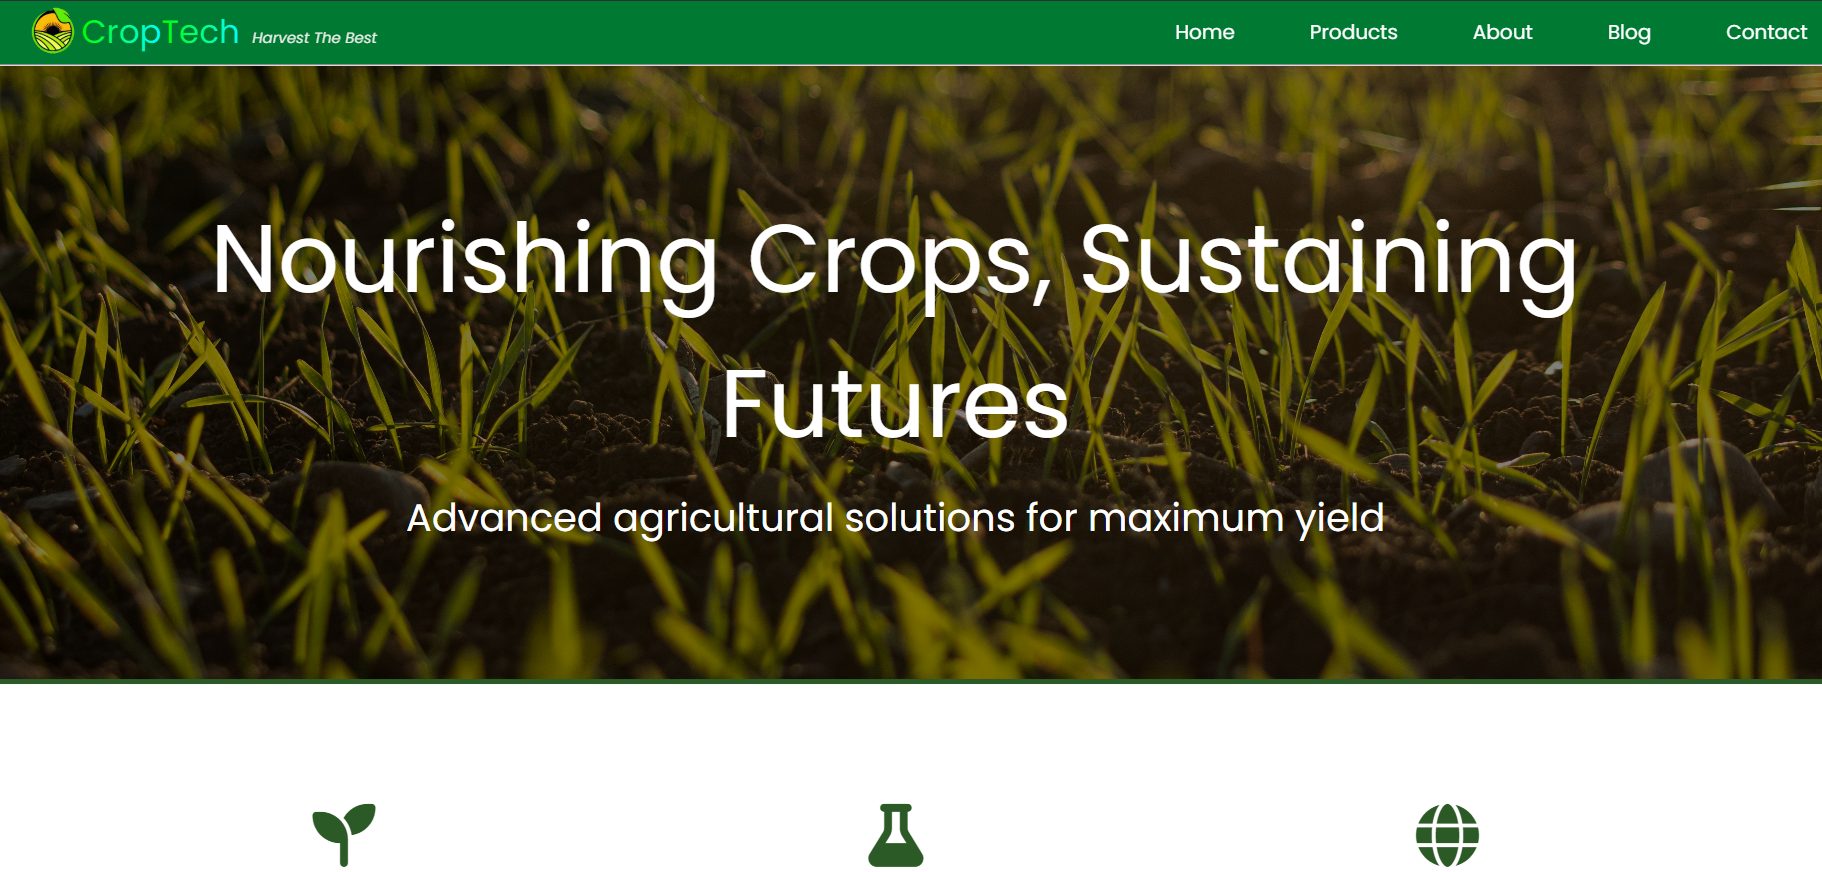 CropTech Harvest The Best
Home Products About Blog Contact
Nourishing Crops, Sustaining
Futures
Advanced agricultural solutions for maximum yield